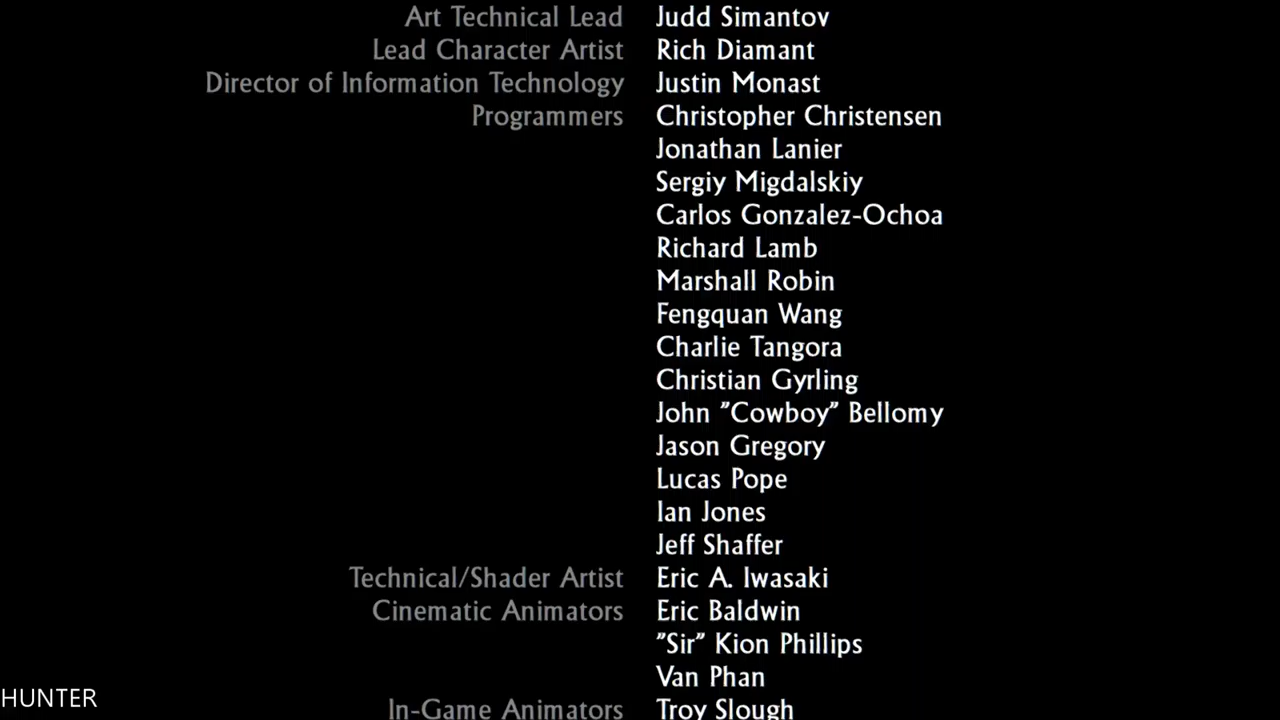 Art Technical Lead Judd Simantov
Lead Character Artist Rich Diamant
Director of Information Technology Justin Monast
Programmers Christopher Christensen
Jonathan Lanier
Sergiy Migdalskiy
Carlos Gonzalez-Ochoa
Richard Lamb
Marshall Robin
Fengquan Wang
Charlie Tangora
Christian Gyrling
John "Cowboy" Bellomy
Jason Gregory
Lucas Pope
Ian Jones
Jeff Shaffer
Technical/Shader Artist Eric A. Iwasaki
Cinematic Animators Eric Baldwin
"Sir" Kion Phillips
Van Phan
In-Game Animators Troy Slough
HUNTER